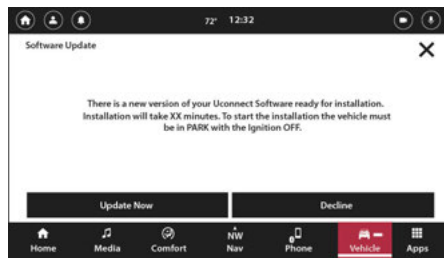 72° 12:32
Software Update
There is a new version of your Uconnect Software ready for installation.
Installation will take XX minutes. To start the installation the vehicle must
be in PARK with the Ignition OFF.
Update Now Decline
NW
Home Media Comfort Nav Phone Vehicle Apps